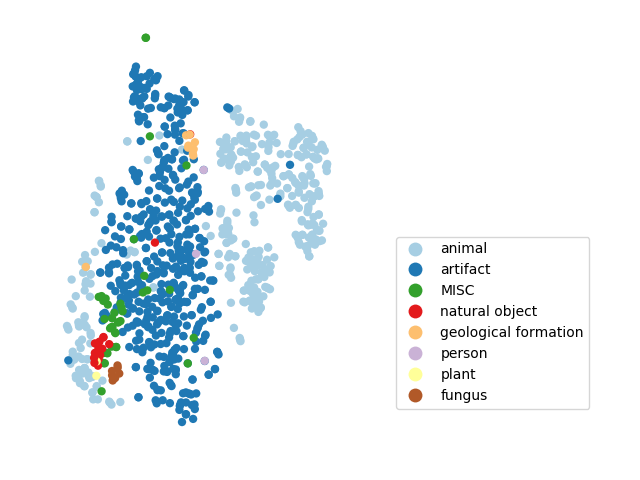 animal
artifact
MISC
natural object
geological formation
person
plant
fungus